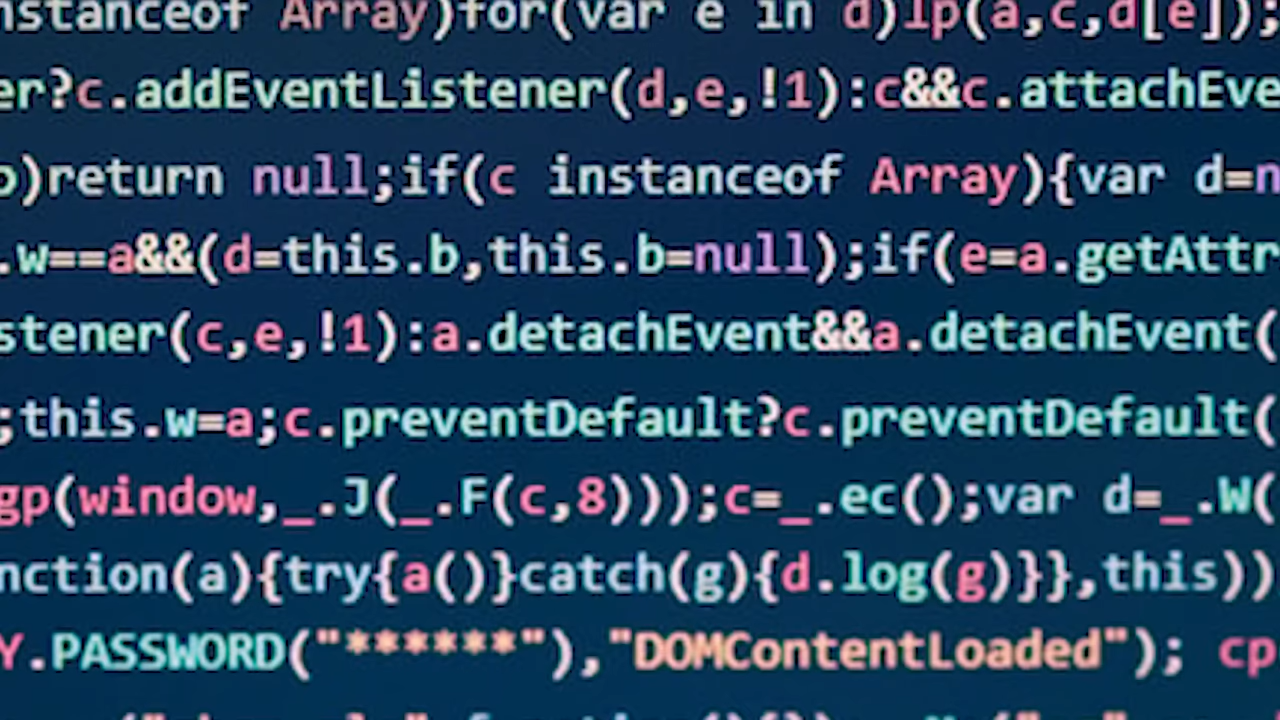 nstanceof Array)for(var e in d)lp(a,c,d[e]);
er?c.addEventListener(d,e,!1):c&&c.attachEve
)return null;if(c instanceof Array){var d=n
.w==a&&(d=this.b,this.b=null);if(e=a.getAttr
stener(c,e,!1):a.detachEvent&&a.detachEvent(
;this.w=a;c.preventDefault?c.preventDefault(
gp(window,_.J(_.F(c,8)));c=_.ec();var d=_.W(
nction(a){try{a()}catch(g){d.log(g)}},this))
Y.PASSWORD("******"),"DOMContentLoaded"); cp